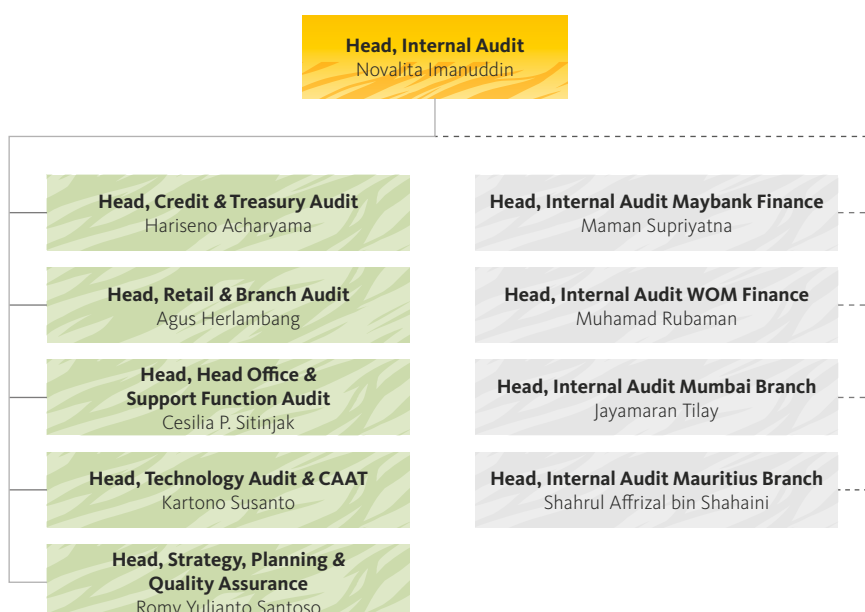 Head, Internal Audit
Novalita Imanuddin
Head, Credit & Treasury Audit
Hariseno Acharyama
Head, Retail & Branch Audit
Agus Herlambang
Head, Head Office &
Support Function Audit
Cesilia P. Sitinjak
Head, Technology Audit & CAAT
Kartono Susanto
Head, Strategy, Planning &
Quality Assurance
Romy Yulianto Santoso
Head, Internal Audit Maybank Finance
Maman Supriyatna
Head, Internal Audit WOM Finance
Muhamad Rubaman
Head, Internal Audit Mumbai Branch
Jayamaran Tilay
Head, Internal Audit Mauritius Branch
Shahrul Affrizal bin Shahaini